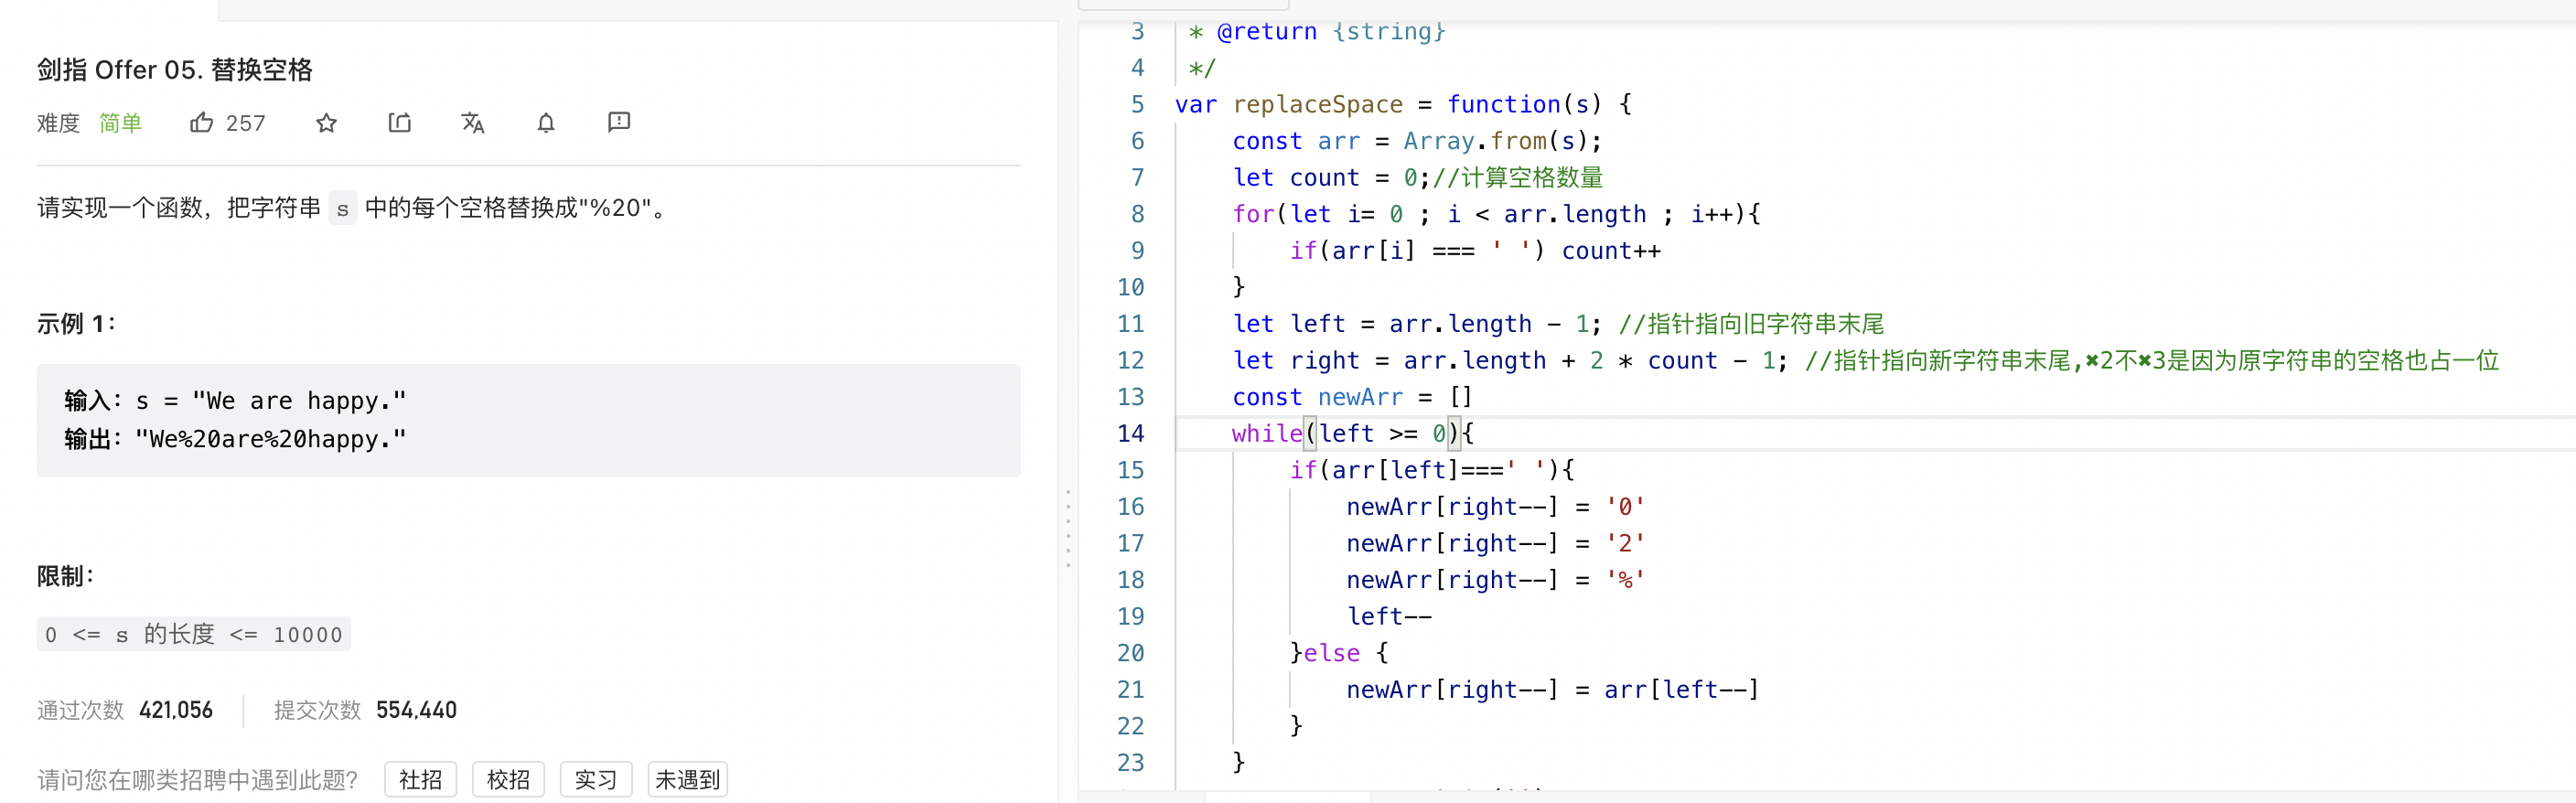 剑指 Offer 05. 替换空格
难度 简单 257
请实现一个函数，把字符串 s 中的每个空格替换成"%20"。
示例 1：
输入：s = "We are happy."
输出："We%20are%20happy."
限制：
0 <= s 的长度 <= 10000
通过次数 421,056 提交次数 554,440
请问您在哪类招聘中遇到此题？ 社招 校招 实习 未遇到
3 * @return {string}
4 */
5 var replaceSpace = function(s) {
6 const arr = Array.from(s);
7 let count = 0;//计算空格数量
8 for(let i= 0 ; i < arr.length ; i++){
9 if(arr[i] === ' ') count++
10 }
11 let left = arr.length - 1; //指针指向旧字符串末尾
12 let right = arr.length + 2 * count - 1; //指针指向新字符串末尾,✖2不✖3是因为原字符串的空格也占一位
13 const newArr = []
14 while(left >= 0){
15 if(arr[left]===' '){
16 newArr[right--] = '0'
17 newArr[right--] = '2'
18 newArr[right--] = '%'
19 left--
20 }else {
21 newArr[right--] = arr[left--]
22 }
23 }